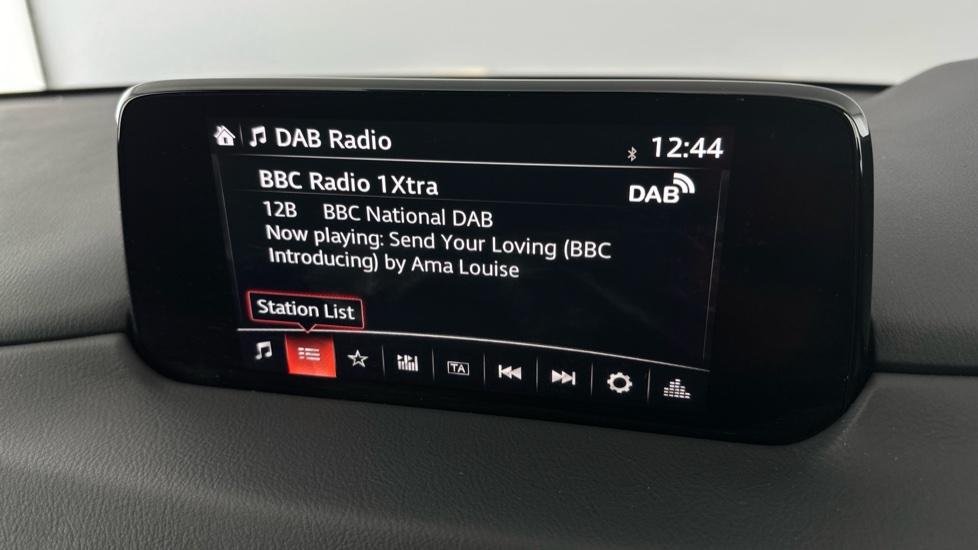 DAB Radio
12:44
BBC Radio 1Xtra
DAB
12B BBC National DAB
Now playing: Send Your Loving (BBC
Introducing) by Ama Louise
Station List
TA